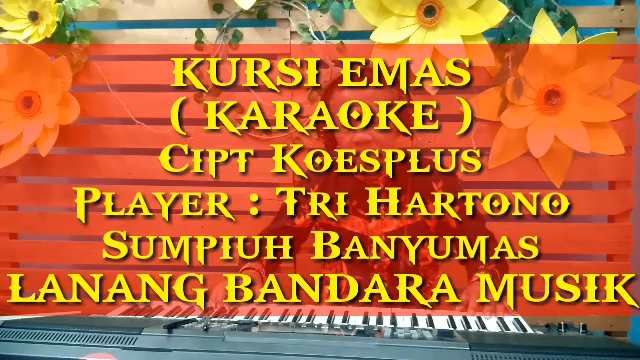 KURSI EMAS
( KARAOKE )
CIPT KOESPLUS
PLAYER : TRI HARTONO
SUMPIUH BANYUMAS
LANANG BANDARA MUSIK